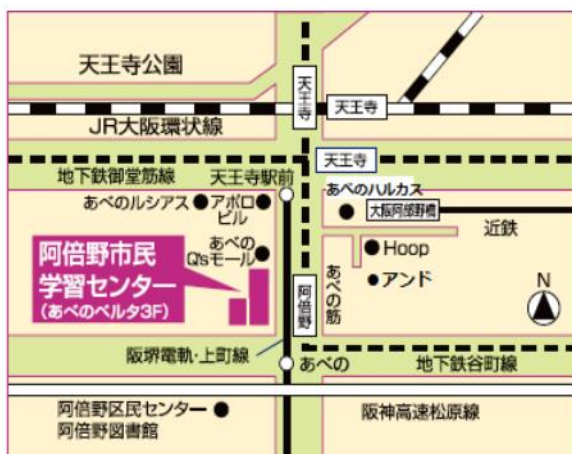 天王寺公園
天王寺
天王寺
JR大阪環状線
天王寺
地下鉄御堂筋線
天王寺駅前
あべのハルカス
あべのルシアス
アポロ
ビル
大阪阿部野橋
近鉄
あべの
Q'sモール
Hoop
アンド
阿倍野市民
学習センター
(あべのベルタ3F)
阿倍野
あべの筋
N
阪堺電軌・上町線
あべの
地下鉄谷町線
阿倍野区民センター
阿倍野図書館
阪神高速松原線